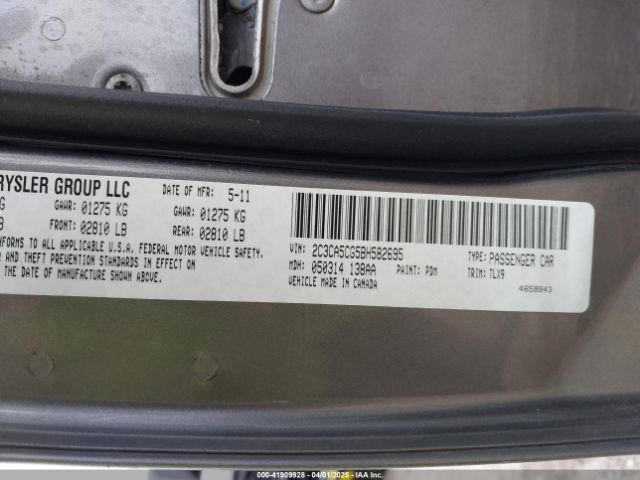 RYSLER GROUP LLC DATE OF MFR: 5-11
KG GAWR: 01275 KG GAWR: 01275 KG
LB FRONT: 02810 LB REAR: 02810 LB
FORMS TO ALL APPLICABLE U.S.A. FEDERAL MOTOR VEHICLE SAFETY,
R AND THEFT PREVENTION STANDARDS IN EFFECT ON
THE DATE OF MANUFACTURE SHOWN ABOVE.
VIN: 2C3CA5CG5BH582695 TYPE: PASSENGER CAR
MDH: 050314 138AA PAINT: PDM TRIM: TLX9
VEHICLE MADE IN CANADA 4658843
000-41909928 - 04/01/2025 - IAA Inc.